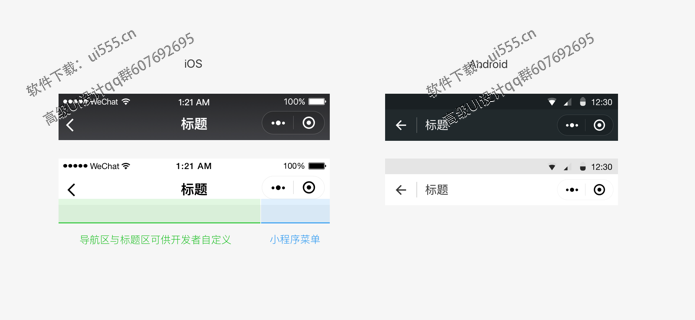 软件下载：ui555.cn
高级UI设计qq群607692695
软件下载：ui555.cn
高级UI设计qq群607692695
iOS
Android
WeChat 1:21 AM 100%
标题
12:30
标题
WeChat 1:21 AM 100%
标题
12:30
标题
导航区与标题区可供开发者自定义
小程序菜单